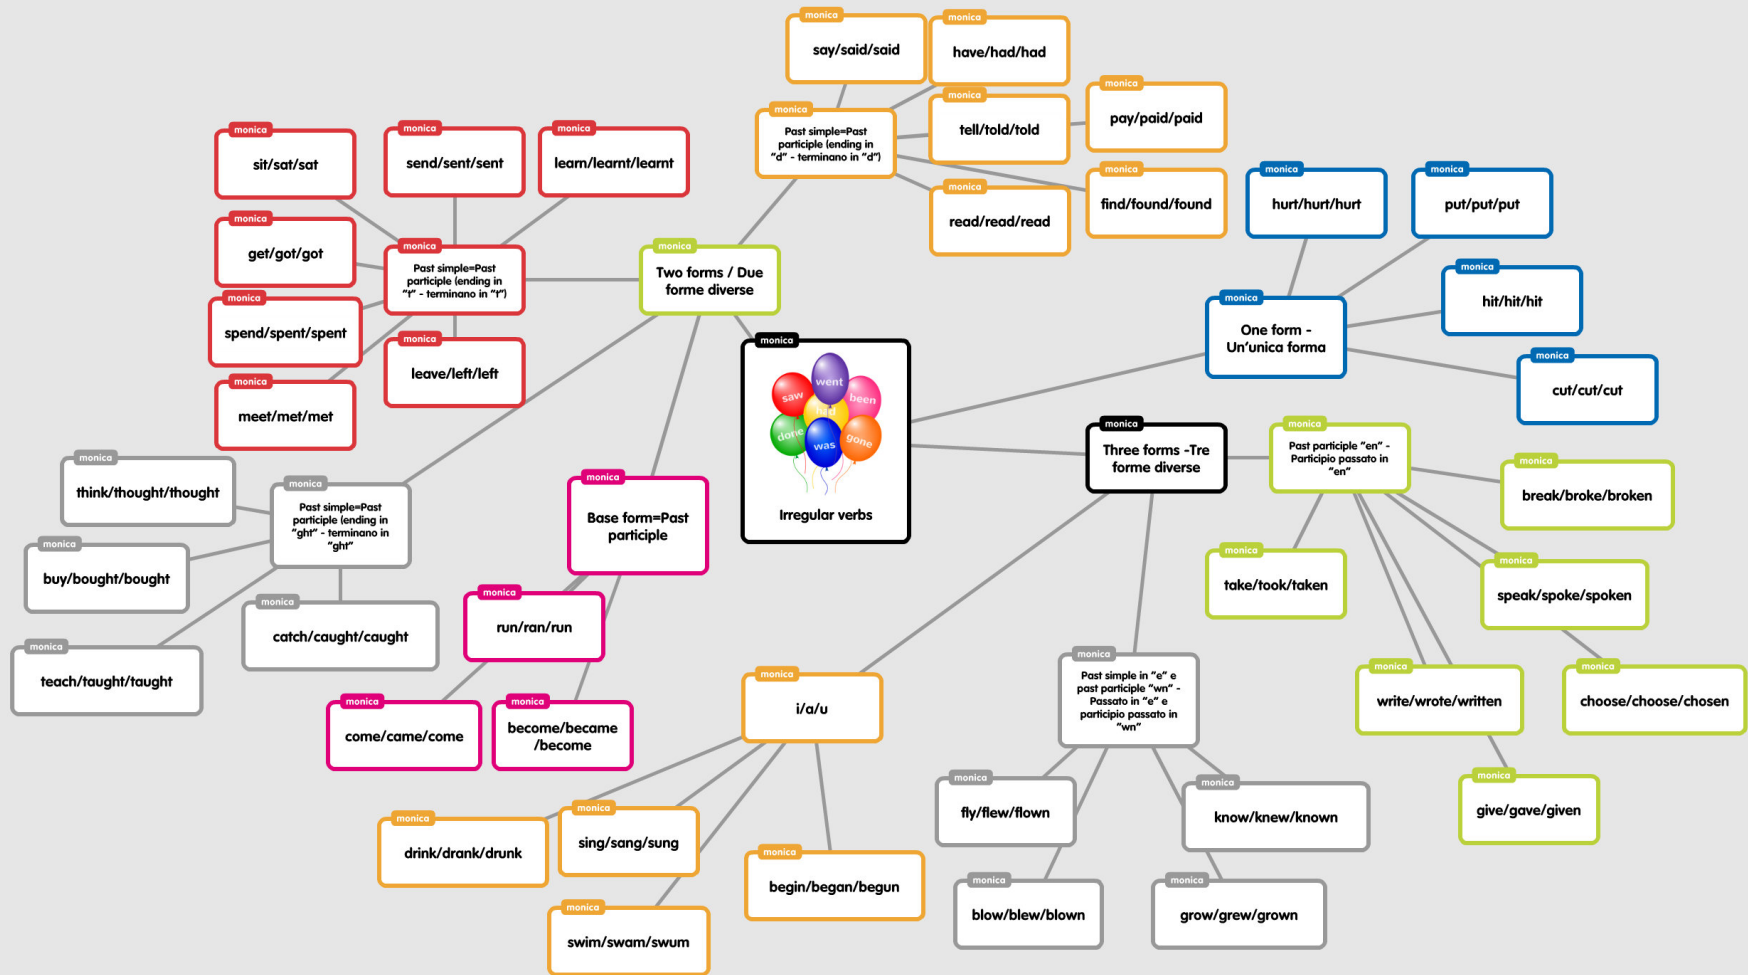 monica
say/said/said
monica
have/had/had
monica
Past simple=Past
participle (ending in
"d" - terminano in "d")
monica
tell/told/told
monica
pay/paid/paid
monica
read/read/read
monica
find/found/found
monica
sit/sat/sat
monica
send/sent/sent
monica
learn/learnt/learnt
monica
get/got/got
monica
Past simple=Past
participle (ending in
"t" - terminano in "t")
monica
spend/spent/spent
monica
leave/left/left
monica
meet/met/met
monica
Two forms / Due
forme diverse
monica
hurt/hurt/hurt
monica
put/put/put
monica
hit/hit/hit
monica
One form -
Un'unica forma
monica
cut/cut/cut
monica
went
saw
been
had
done
was
gone
Irregular verbs
monica
Three forms -Tre
forme diverse
monica
Past participle "en" -
Participio passato in
"en"
monica
break/broke/broken
monica
take/took/taken
monica
speak/spoke/spoken
monica
write/wrote/written
monica
choose/choose/chosen
monica
give/gave/given
monica
think/thought/thought
monica
Past simple=Past
participle (ending in
"ght" - terminano in
"ght"
monica
buy/bought/bought
monica
catch/caught/caught
monica
teach/taught/taught
monica
Base form=Past
participle
monica
run/ran/run
monica
come/came/come
monica
become/became
/become
monica
i/a/u
monica
drink/drank/drunk
monica
sing/sang/sung
monica
begin/began/begun
monica
swim/swam/swum
monica
Past simple in "e" e
past participle "wn" -
Passato in "e" e
participio passato in
"wn"
monica
fly/flew/flown
monica
know/knew/known
monica
blow/blew/blown
monica
grow/grew/grown